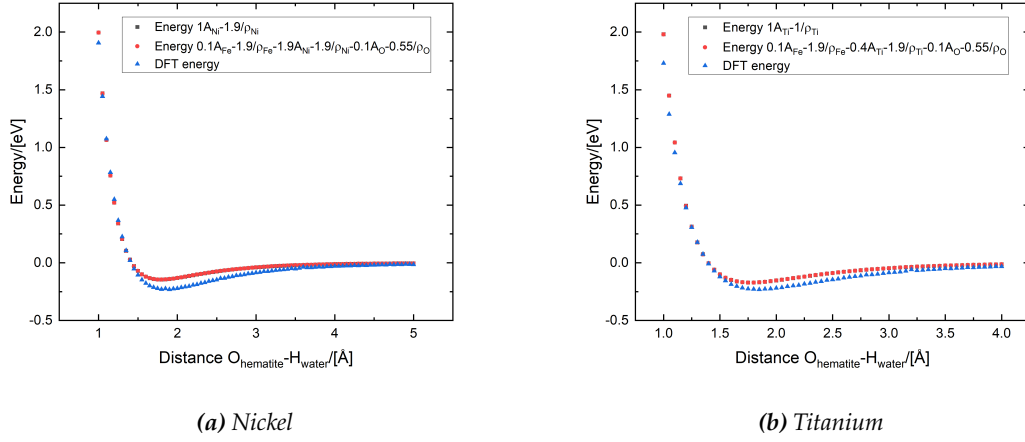 Energy 1A_Ni-1.9/ρ_Ni
Energy 0.1A_Fe-1.9/ρ_Fe-1.9A_Ni-1.9/ρ_Ni-0.1A_O-0.55/ρ_O
DFT energy
2.0
1.5
1.0
0.5
0.0
-0.5
Energy/[eV]
1 2 3 4 5
Distance O_hematite-H_water/[Å]
(a) Nickel
Energy 1A_Ti-1/ρ_Ti
Energy 0.1A_Fe-1.9/ρ_Fe-0.4A_Ti-1.9/ρ_Ti-0.1A_O-0.55/ρ_O
DFT energy
2.0
1.5
1.0
0.5
0.0
-0.5
Energy/[eV]
1.0 1.5 2.0 2.5 3.0 3.5 4.0
Distance O_hematite-H_water/[Å]
(b) Titanium